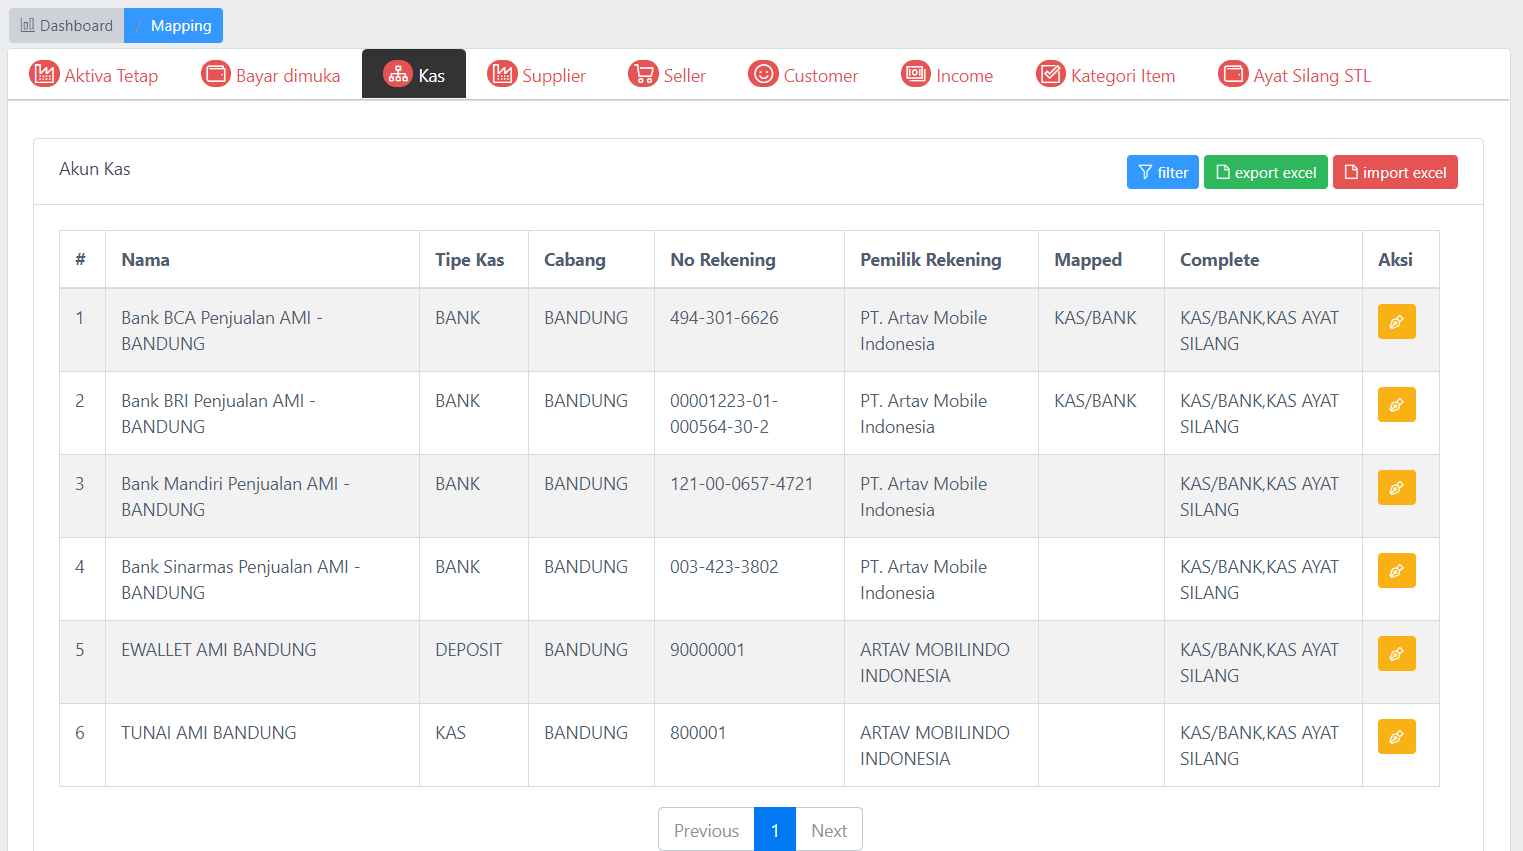 Dashboard / Mapping
Aktiva Tetap Bayar dimuka Kas Supplier Seller Customer Income Kategori Item Ayat Silang STL
Akun Kas filter export excel import excel
# Nama Tipe Kas Cabang No Rekening Pemilik Rekening Mapped Complete Aksi
1 Bank BCA Penjualan AMI - BANK BANDUNG 494-301-6626 PT. Artav Mobile KAS/BANK KAS/BANK,KAS AYAT
BANDUNG Indonesia SILANG
2 Bank BRI Penjualan AMI - BANK BANDUNG 00001223-01- PT. Artav Mobile KAS/BANK KAS/BANK,KAS AYAT
BANDUNG 000564-30-2 Indonesia SILANG
3 Bank Mandiri Penjualan AMI - BANK BANDUNG 121-00-0657-4721 PT. Artav Mobile KAS/BANK,KAS AYAT
BANDUNG Indonesia SILANG
4 Bank Sinarmas Penjualan AMI - BANK BANDUNG 003-423-3802 PT. Artav Mobile KAS/BANK,KAS AYAT
BANDUNG Indonesia SILANG
5 EWALLET AMI BANDUNG DEPOSIT BANDUNG 90000001 ARTAV MOBILINDO KAS/BANK,KAS AYAT
INDONESIA SILANG
6 TUNAI AMI BANDUNG KAS BANDUNG 800001 ARTAV MOBILINDO KAS/BANK,KAS AYAT
INDONESIA SILANG
Previous 1 Next